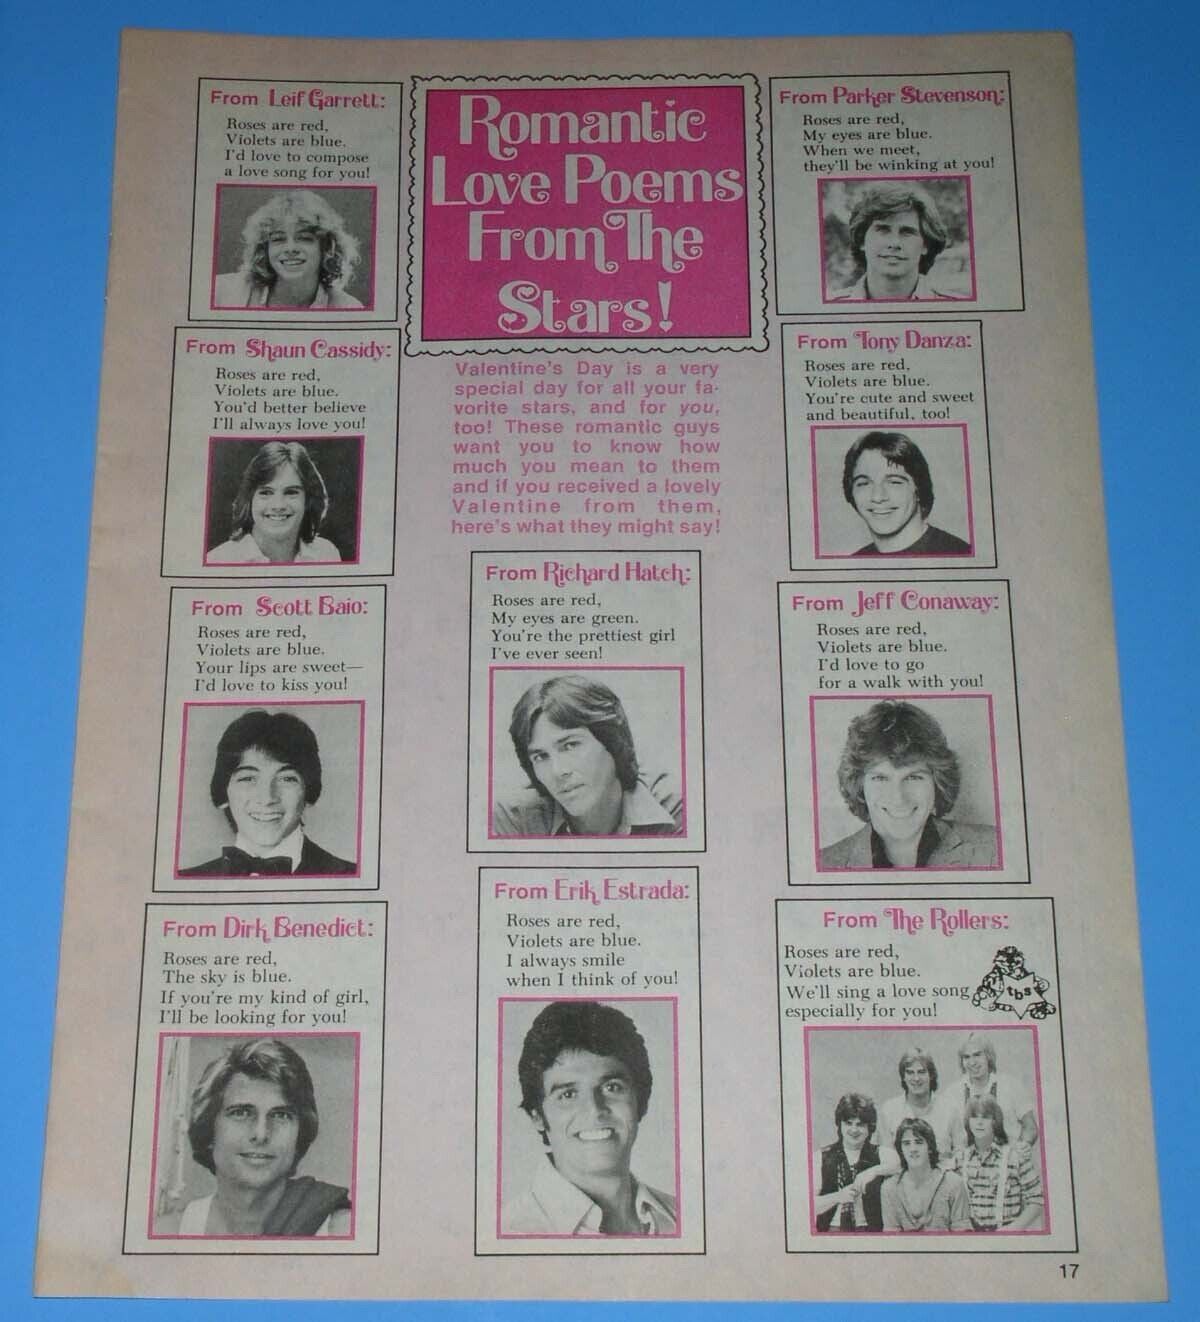 From Leif Garrett:
Roses are red,
Violets are blue.
I'd love to compose
a love song for you!
Romantic
Love Poems
From The
Stars!
From Parker Stevenson:
Roses are red,
My eyes are blue.
When we meet,
they'll be winking at you!
From Shaun Cassidy:
Roses are red,
Violets are blue.
You'd better believe
I'll always love you!
Valentine's Day is a very
special day for all your fa-
vorite stars, and for you,
too! These romantic guys
want you to know how
much you mean to them
and if you received a lovely
Valentine from them,
here's what they might say!
From Tony Danza:
Roses are red,
Violets are blue.
You're cute and sweet
and beautiful, too!
From Scott Baio:
Roses are red,
Violets are blue.
Your lips are sweet—
I'd love to kiss you!
From Richard Hatch:
Roses are red,
My eyes are green.
You're the prettiest girl
I've ever seen!
From Jeff Conaway:
Roses are red,
Violets are blue.
I'd love to go
for a walk with you!
From Dirk Benedict:
Roses are red,
The sky is blue.
If you're my kind of girl,
I'll be looking for you!
From Erik Estrada:
Roses are red,
Violets are blue.
I always smile
when I think of you!
From The Rollers:
Roses are red,
Violets are blue.
We'll sing a love song
especially for you!
tbs
17